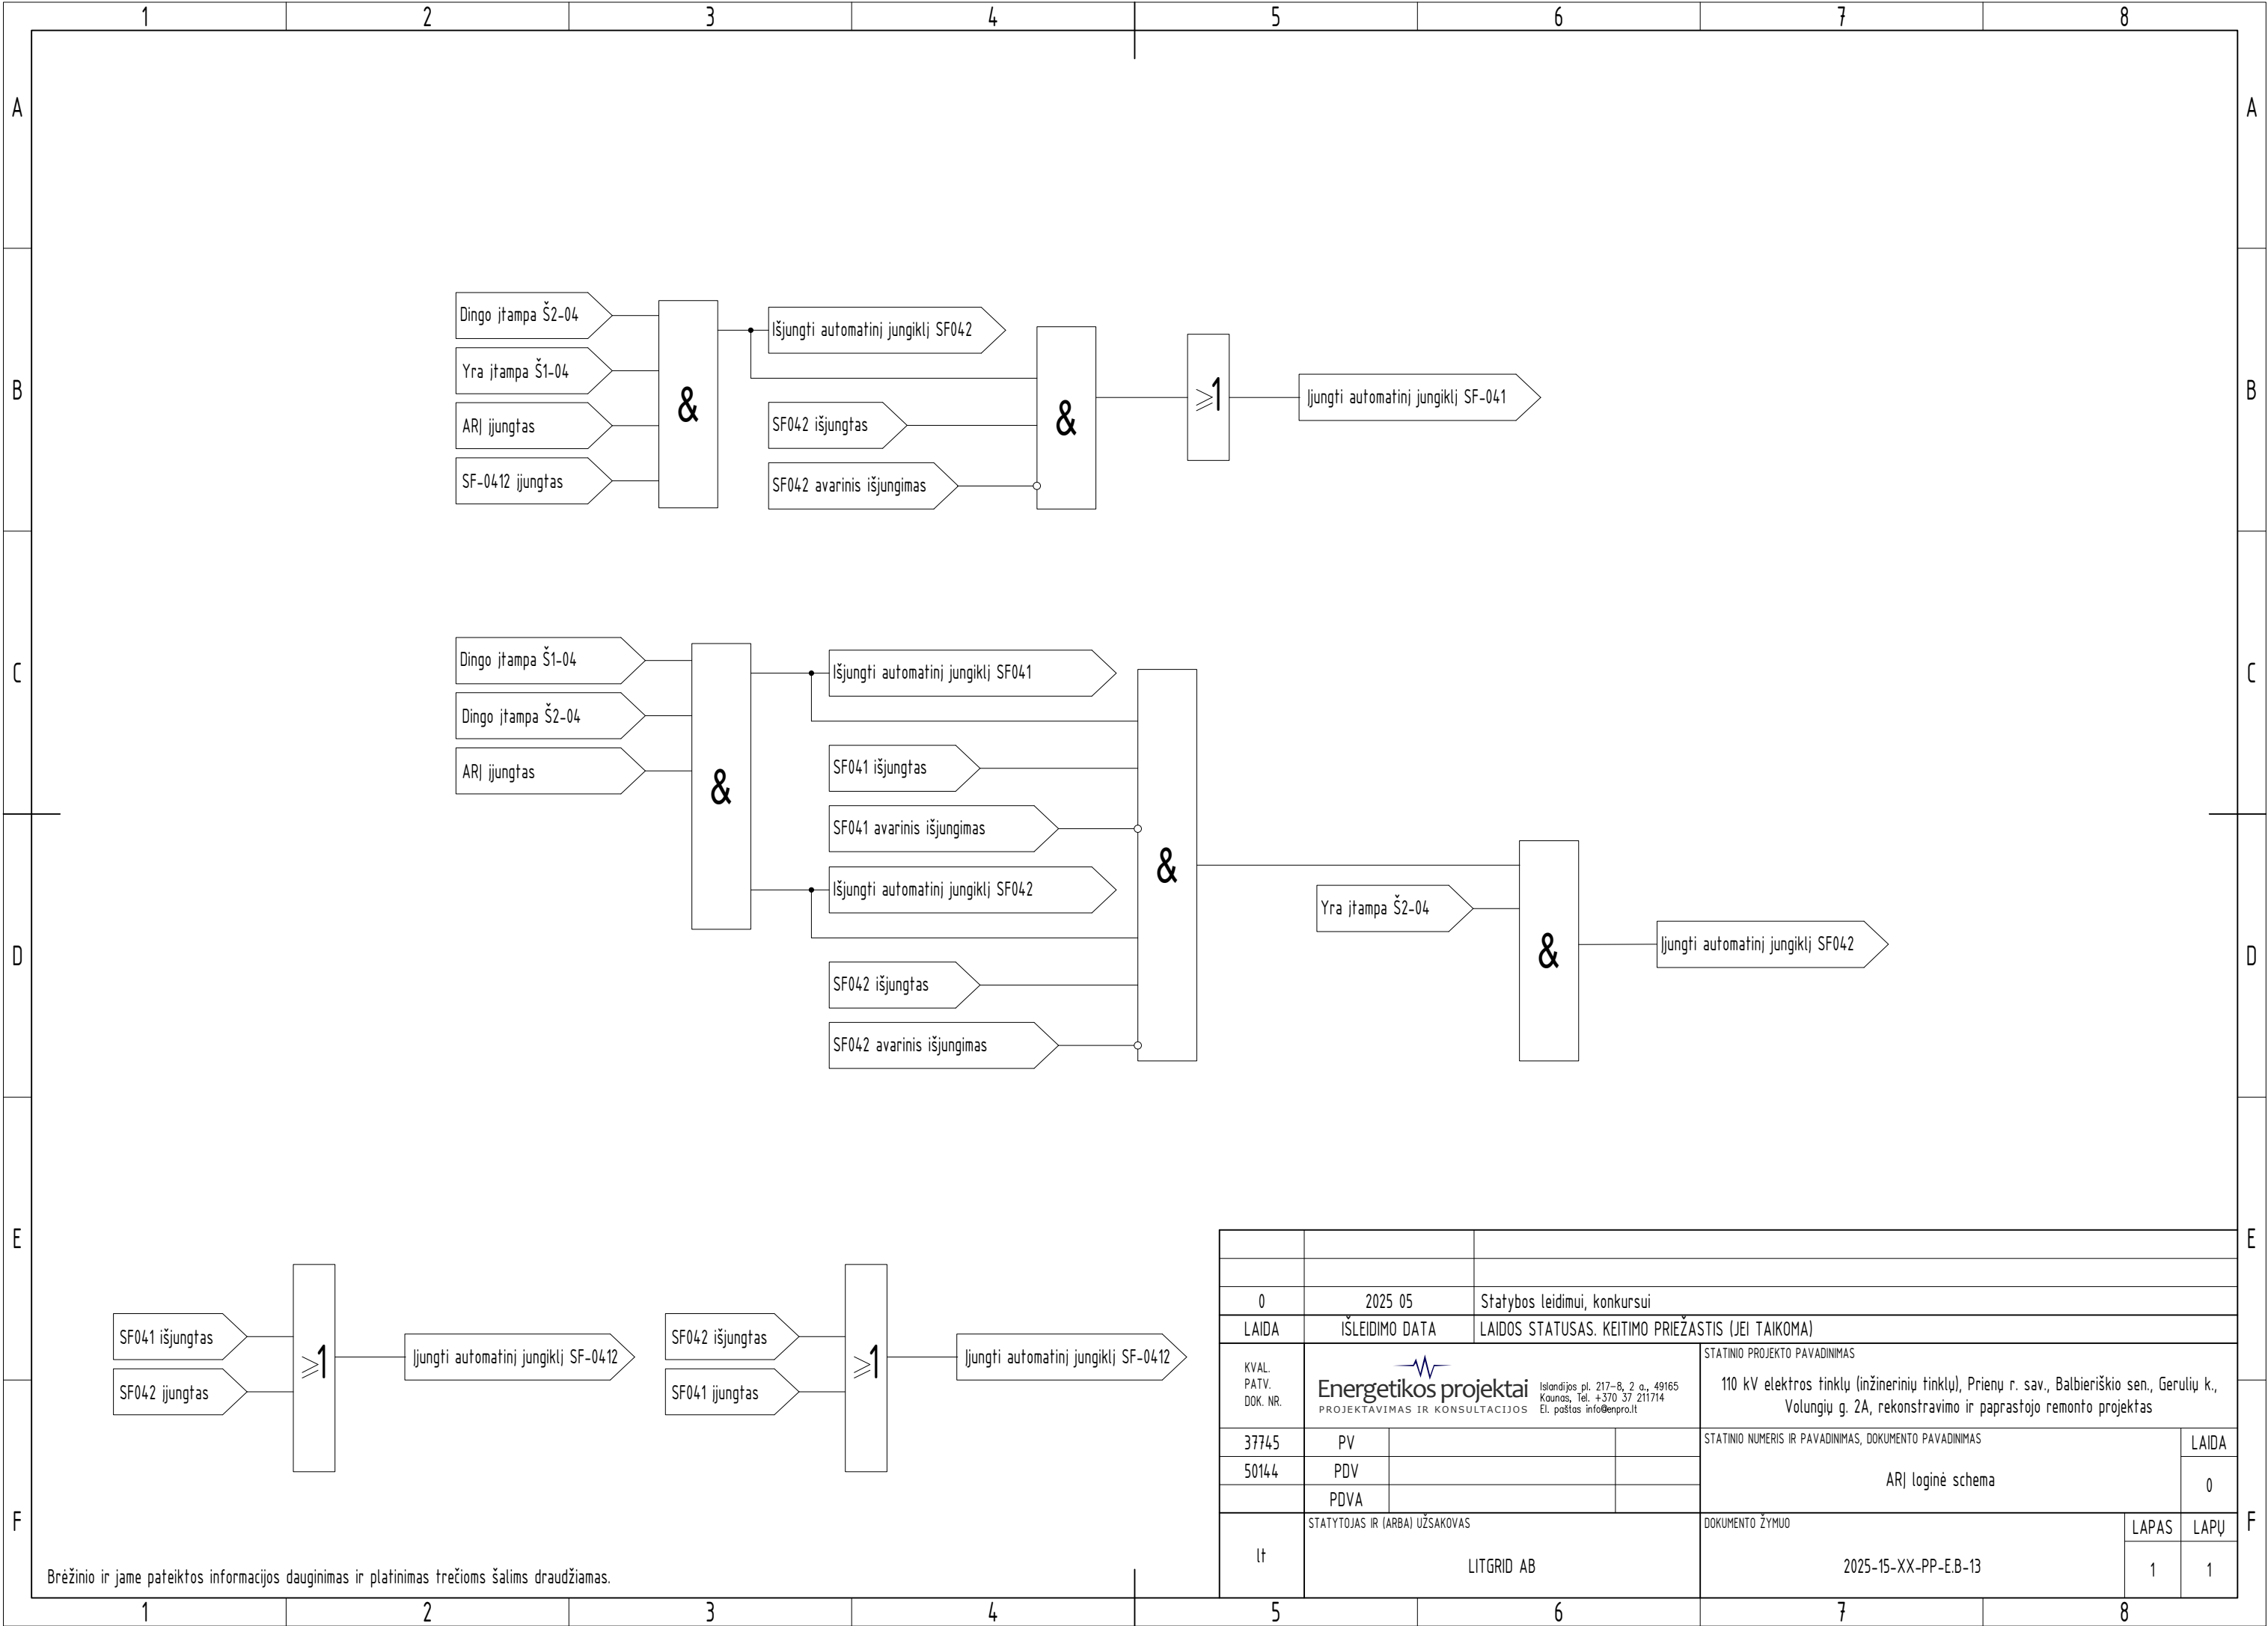 1 2 3 4 5 6 7 8
A A
B B
C C
D D
E E
F F
Dingo įtampa Š2-04
Yra įtampa Š1-04
ARĮ įjungtas
SF-0412 įjungtas
&
Išjungti automatinį jungiklį SF042
SF042 išjungtas
SF042 avarinis išjungimas
&
⩾1
Įjungti automatinį jungiklį SF-041
Dingo įtampa Š1-04
Dingo įtampa Š2-04
ARĮ įjungtas
&
Išjungti automatinį jungiklį SF041
SF041 išjungtas
SF041 avarinis išjungimas
Išjungti automatinį jungiklį SF042
SF042 išjungtas
SF042 avarinis išjungimas
&
Yra įtampa Š2-04
&
Įjungti automatinį jungiklį SF042
SF041 išjungtas
SF042 įjungtas
⩾1
Įjungti automatinį jungiklį SF-0412
SF042 išjungtas
SF041 įjungtas
⩾1
Įjungti automatinį jungiklį SF-0412
0 2025 05 Statybos leidimui, konkursui
LAIDA IŠLEIDIMO DATA LAIDOS STATUSAS. KEITIMO PRIEŽASTIS (JEI TAIKOMA)
KVAL.
PATV.
DOK. NR.
Energetikos projektai
PROJEKTAVIMAS IR KONSULTACIJOS
Islandijos pl. 217-8, 2 a., 49165
Kaunas, Tel. +370 37 211714
El. paštas info@enpro.lt
STATINIO PROJEKTO PAVADINIMAS
110 kV elektros tinklų (inžinerinių tinklų), Prienų r. sav., Balbieriškio sen., Gerulių k.,
Volungių g. 2A, rekonstravimo ir paprastojo remonto projektas
37745 PV
50144 PDV
PDVA
STATINIO NUMERIS IR PAVADINIMAS, DOKUMENTO PAVADINIMAS
ARĮ loginė schema
LAIDA
0
lt
STATYTOJAS IR (ARBA) UŽSAKOVAS
LITGRID AB
DOKUMENTO ŽYMUO
2025-15-XX-PP-E.B-13
LAPAS LAPŲ
1 1
Brėžinio ir jame pateiktos informacijos dauginimas ir platinimas trečioms šalims draudžiamas.
1 2 3 4 5 6 7 8